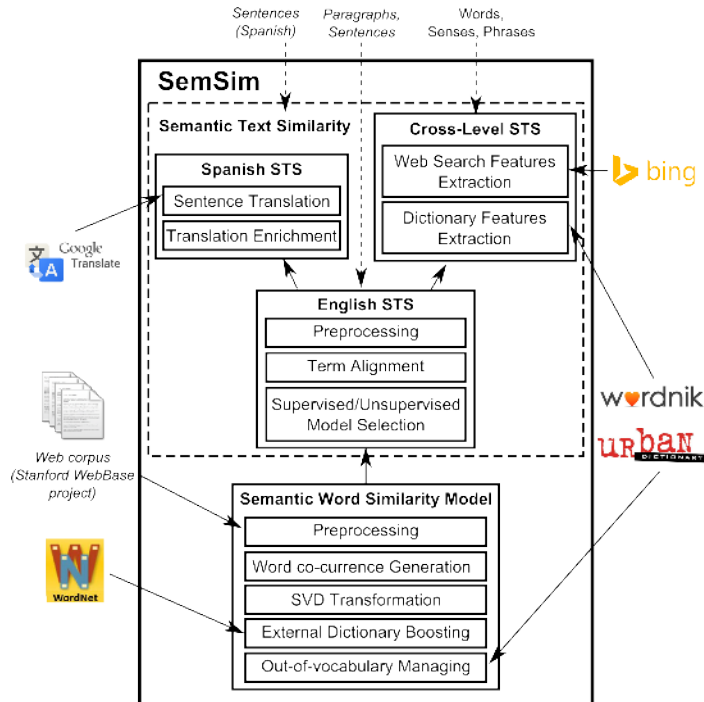 Sentences
(Spanish)
Paragraphs,
Sentences
Words,
Senses, Phrases
SemSim
Semantic Text Similarity
Spanish STS
Sentence Translation
Translation Enrichment
Cross-Level STS
Web Search Features
Extraction
Dictionary Features
Extraction
bing
文
A
Google
Translate
English STS
Preprocessing
Term Alignment
Supervised/Unsupervised
Model Selection
wordnik
urban
DICTIONARY
Web corpus
(Stanford WebBase
project)
Semantic Word Similarity Model
Preprocessing
Word co-currence Generation
SVD Transformation
External Dictionary Boosting
Out-of-vocabulary Managing
W
WordNet